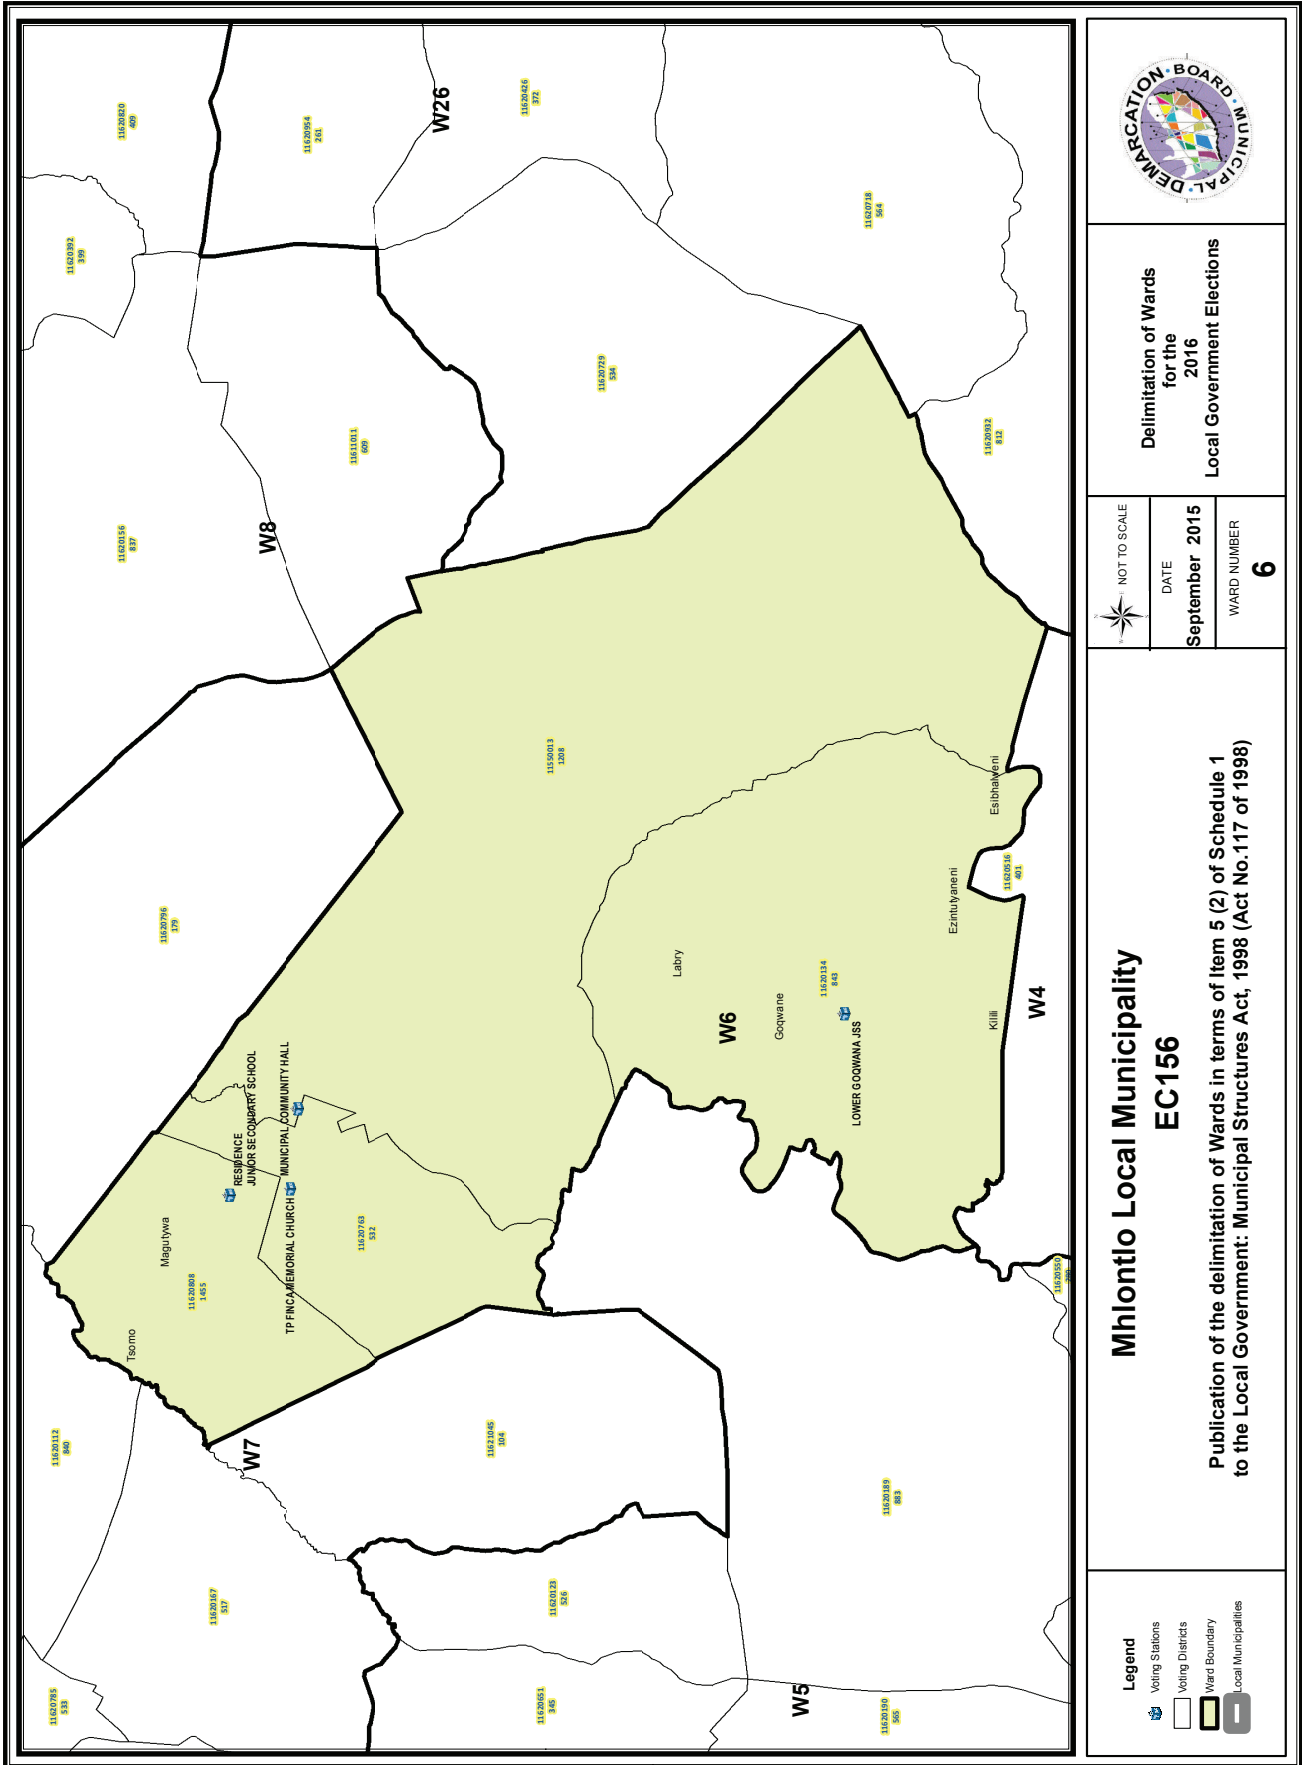 11620785
533
11620112
840
11620392
399
11620820
409
11620167
517
Tsomo
Magutywa
11620808
1455
11620796
179
11620156
837
11620954
261
W7
RESIDENCE
JUNIOR SECONDARY SCHOOL
MUNICIPAL COMMUNITY HALL
TP FINCA MEMORIAL CHURCH
W8
11611011
609
W26
11620763
532
11621045
104
11550013
1208
11620426
372
11620651
345
11620123
526
11620729
534
Labry
W6
Goqwane
11620134
843
LOWER GOQWANA JSS
W5
11620190
565
11620189
883
11620718
564
Ezintutyaneni
Esibhalweni
Kilili
11620932
812
11620516
401
W4
11620550
Legend
Voting Stations
Voting Districts
Ward Boundary
Local Municipalities
Mhlontlo Local Municipality
EC156
Publication of the delimitation of Wards in terms of Item 5 (2) of Schedule 1
to the Local Government: Municipal Structures Act, 1998 (Act No.117 of 1998)
N
W
E
S
NOT TO SCALE
DATE
September 2015
WARD NUMBER
6
Delimitation of Wards
for the
2016
Local Government Elections
MUNICIPAL • DEMARCATION • BOARD •